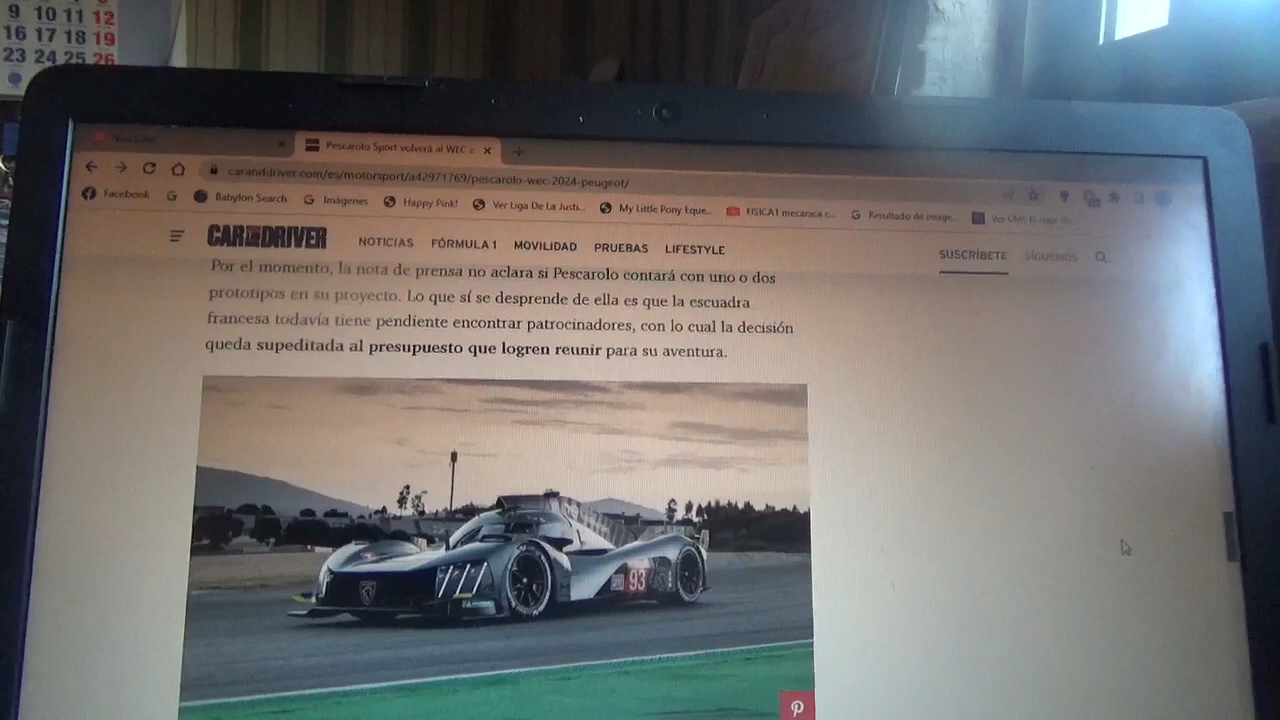 9 10 11 12
16 17 18 19
23 24 25 26
Pescarolo Sport volverá al WEC e
caranddriver.com/es/motorsport/a42971769/pescarolo-wec-2024-peugeot/
Facebook G Babylon Search G Imágenes Happy Pink! Ver Liga De La Justi... My Little Pony Eque... FISICA1 mecanica c... G Resultado de image...
CAR AND DRIVER NOTICIAS FÓRMULA 1 MOVILIDAD PRUEBAS LIFESTYLE SUSCRÍBETE SÍGUENOS
Por el momento, la nota de prensa no aclara si Pescarolo contará con uno o dos
prototipos en su proyecto. Lo que sí se desprende de ella es que la escuadra
francesa todavía tiene pendiente encontrar patrocinadores, con lo cual la decisión
queda supeditada al presupuesto que logren reunir para su aventura.
93